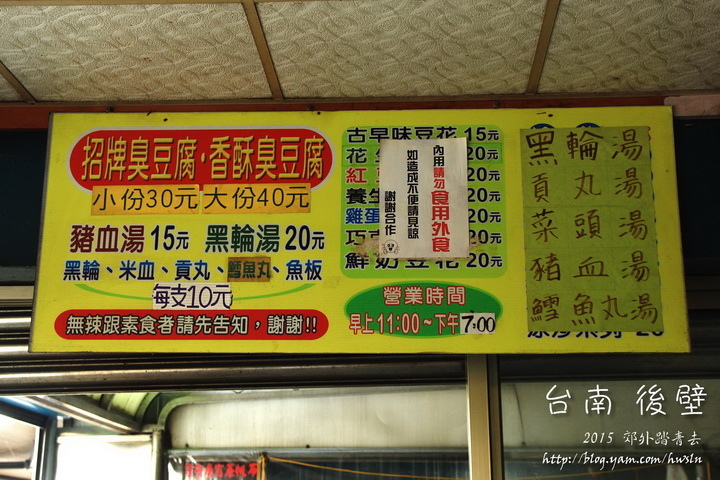 招牌臭豆腐·香酥臭豆腐
小份30元 大份40元
豬血湯 15元 黑輪湯 20元
黑輪、米血、貢丸、鱈魚丸、魚板
每支10元
無辣跟素食者請先告知，謝謝!!
古早味豆花 15元
花 20元
紅 20元
養生 20元
雞蛋 20元
巧 20元
鮮奶豆花 20元
內用請勿食用外食
如造成不便請見諒
謝謝合作
營業時間
早上11:00~下午7:00
黑輪湯
貢丸湯
菜頭湯
豬血湯
鱈魚丸湯
台南 後壁
2015 郊外踏青去
http://blog.yam.com/hwsln